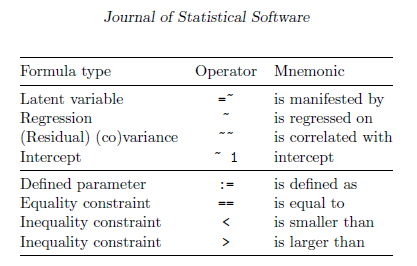 Journal of Statistical Software
Formula type Operator Mnemonic
Latent variable =~ is manifested by
Regression ~ is regressed on
(Residual) (co)variance ~~ is correlated with
Intercept ~ 1 intercept
Defined parameter := is defined as
Equality constraint == is equal to
Inequality constraint < is smaller than
Inequality constraint > is larger than